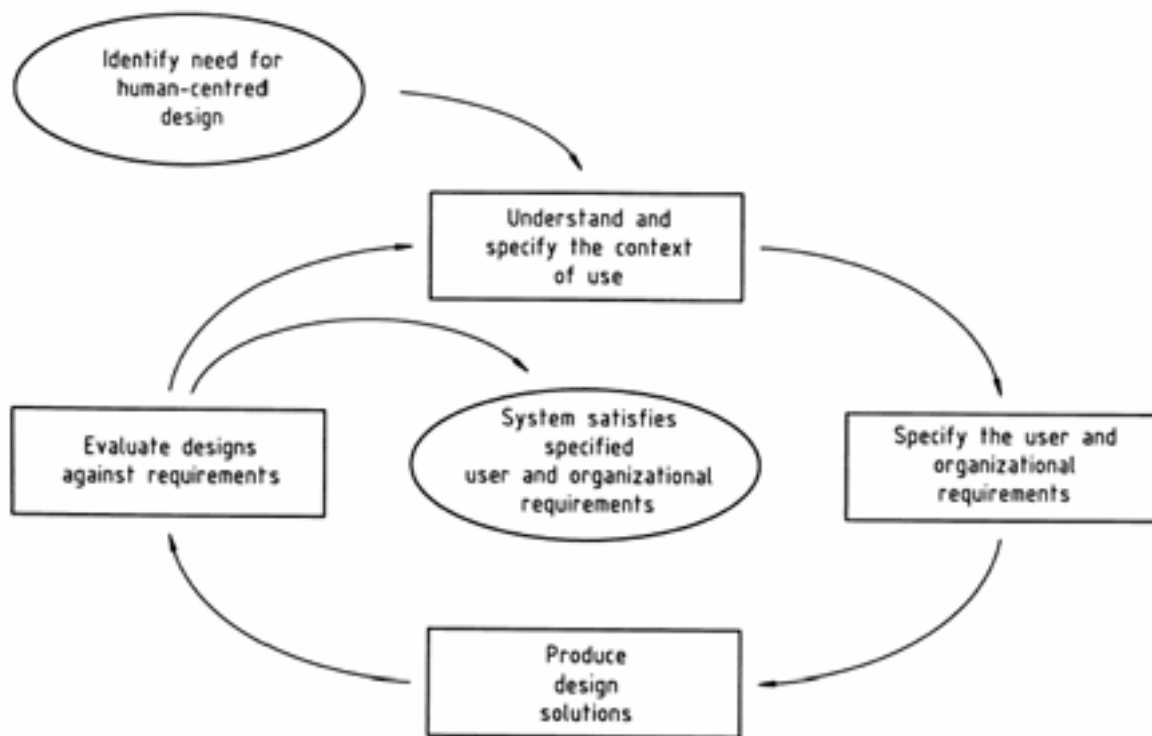 Identify need for
human-centred
design
Understand and
specify the context
of use
Evaluate designs
against requirements
System satisfies
specified
user and organizational
requirements
Specify the user and
organizational
requirements
Produce
design
solutions